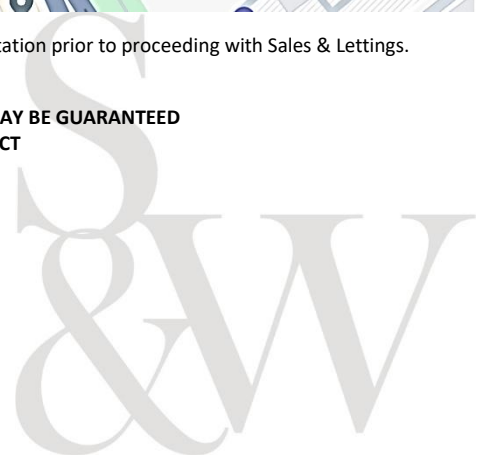 tation prior to proceeding with Sales & Lettings.
AY BE GUARANTEED
CT
S
&W